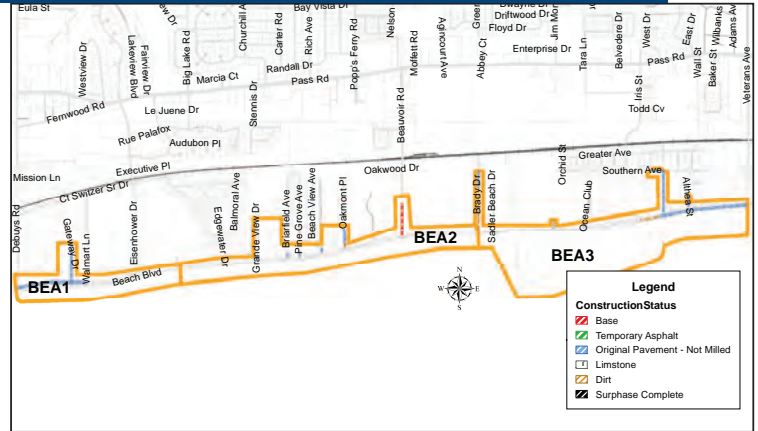 Eula St
Westview Dr
Lakeview Blvd
Fairview Dr
ew Dr
Big Lake Rd
Churchill A
Carter Rd
Rich Ave
Bay Vista Dr
Popp's Ferry Rd
Nelson
Moffett Rd
Agincourt Ave
Green
Abbey Ct
Dwayne Dr
Driftwood Dr
Floyd Dr
Jim Mon
Enterprise Dr
Tara Ln
Belvedere Dr
West Dr
Pass Rd
East Dr
Wall St
Baker St
Wilbanks
Adams Av
Veterans Ave
Marcia Ct
Randall Dr
Pass Rd
Fernwood Rd
Le Juene Dr
Stennis Dr
Beauvoir Rd
Iris St
Todd Cv
Rue Palafox
Audubon Pl
Orchid St
Greater Ave
Mission Ln
Executive Pl
Oakwood Dr
Southern Ave
Ct Switzer Sr Dr
Debuys Rd
Gateway Dr
Walmart Ln
Eisenhower Dr
Edgewater Dr
Balmoral Ave
Grande View Dr
Briarfield Ave
Pine Grove Ave
Beach View Ave
Oakmont Pl
Brady Dr
Sadler Beach Dr
Ocean Club
Althea St
BEA1
Beach Blvd
BEA2
BEA3
N
W
E
S
Legend
ConstructionStatus
Base
Temporary Asphalt
Original Pavement - Not Milled
Limstone
Dirt
Surphase Complete